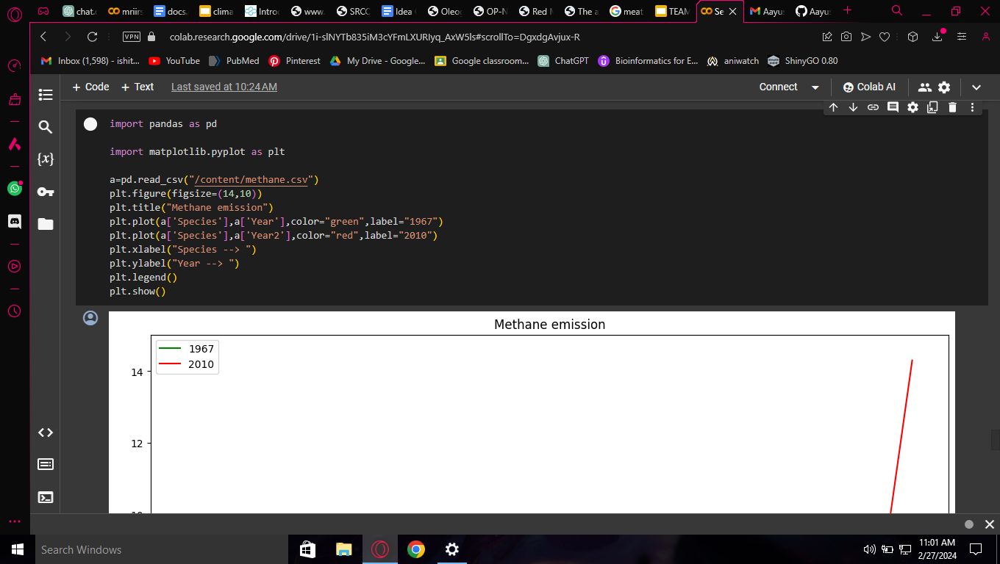 chat.
mriir
docs.
clima
Intro
www.
SRCC
Idea
Oleo
OP-N
Red M
The a
meat
TEAM
Se
Aayu
Aayu
VPN
colab.research.google.com/drive/1i-slNYTb835iM3cYFmLXURIyq_AxW5ls#scrollTo=DgxdgAvjux-R
Inbox (1,598) - ishit...
YouTube
PubMed
Pinterest
My Drive - Google...
Google classroom...
ChatGPT
Bioinformatics for E...
aniwatch
ShinyGO 0.80
+ Code + Text Last saved at 10:24 AM
Connect
Colab AI
{x}
import pandas as pd
import matplotlib.pyplot as plt
a=pd.read_csv("/content/methane.csv")
plt.figure(figsize=(14,10))
plt.title("Methane emission")
plt.plot(a['Species'],a['Year'],color="green",label="1967")
plt.plot(a['Species'],a['Year2'],color="red",label="2010")
plt.xlabel("Species --> ")
plt.ylabel("Year --> ")
plt.legend()
plt.show()
Methane emission
1967
2010
14
12
10
Search Windows
11:01 AM
2/27/2024